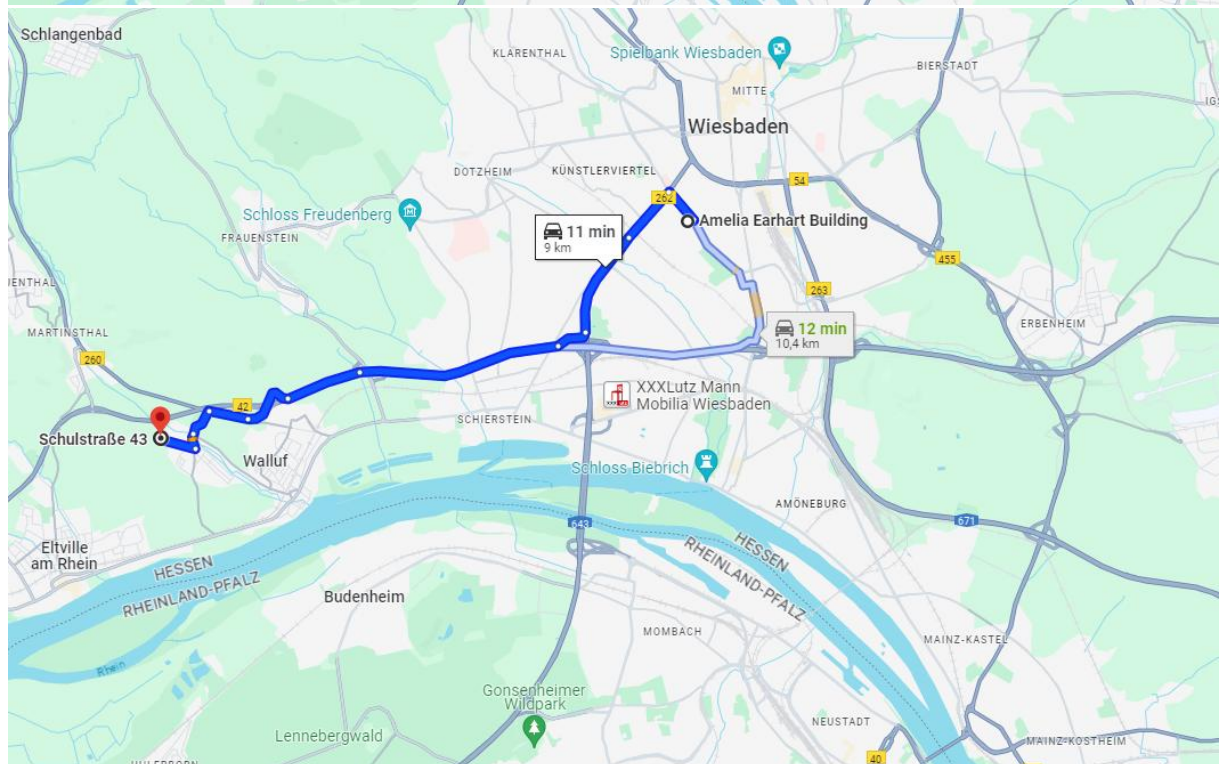 Schlangenbad
KLARENTHAL
Spielbank Wiesbaden
BIERSTADT
MITTE
Wiesbaden
DOTZHEIM
KÜNSTLERVIERTEL
54
262
Schloss Freudenberg
Amelia Earhart Building
11 min
9 km
FRAUENSTEIN
455
263
MARTINSTHAL
12 min
10,4 km
ERBENHEIM
260
XXXLutz Mann
Mobilia Wiesbaden
42
SCHIERSTEIN
Schulstraße 43
Walluf
Schloss Biebrich
AMÖNEBURG
643
671
Eltville
am Rhein
HESSEN
RHEINLAND-PFALZ
HESSEN
RHEINLAND-PFALZ
Budenheim
MOMBACH
MAINZ-KASTEL
Rhein
Gonsenheimer
Wildpark
Lennebergwald
NEUSTADT
MAINZ-KOSTHEIM
40